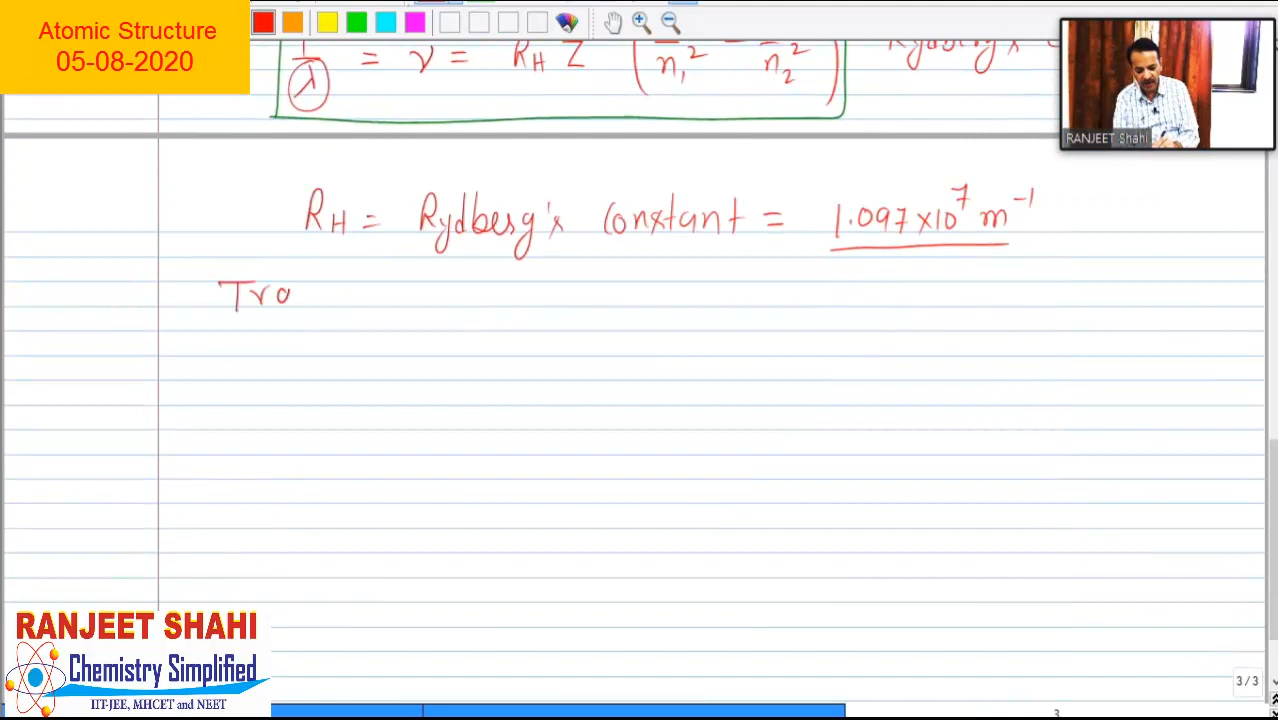 Atomic Structure
05-08-2020
1/λ = ν = R_H Z (1/n₁² − 1/n₂²)
RANJEET Shahi
R_H = Rydberg's Constant = 1.097×10⁷ m⁻¹
Tra
RANJEET SHAHI
Chemistry Simplified
IIT-JEE, MHCET and NEET
3/3
3